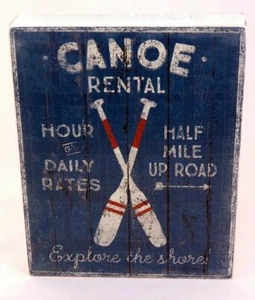 CANOE
RENTAL
HOUR
or
DAILY
RATES
HALF
MILE
UP ROAD
Explore the shore!